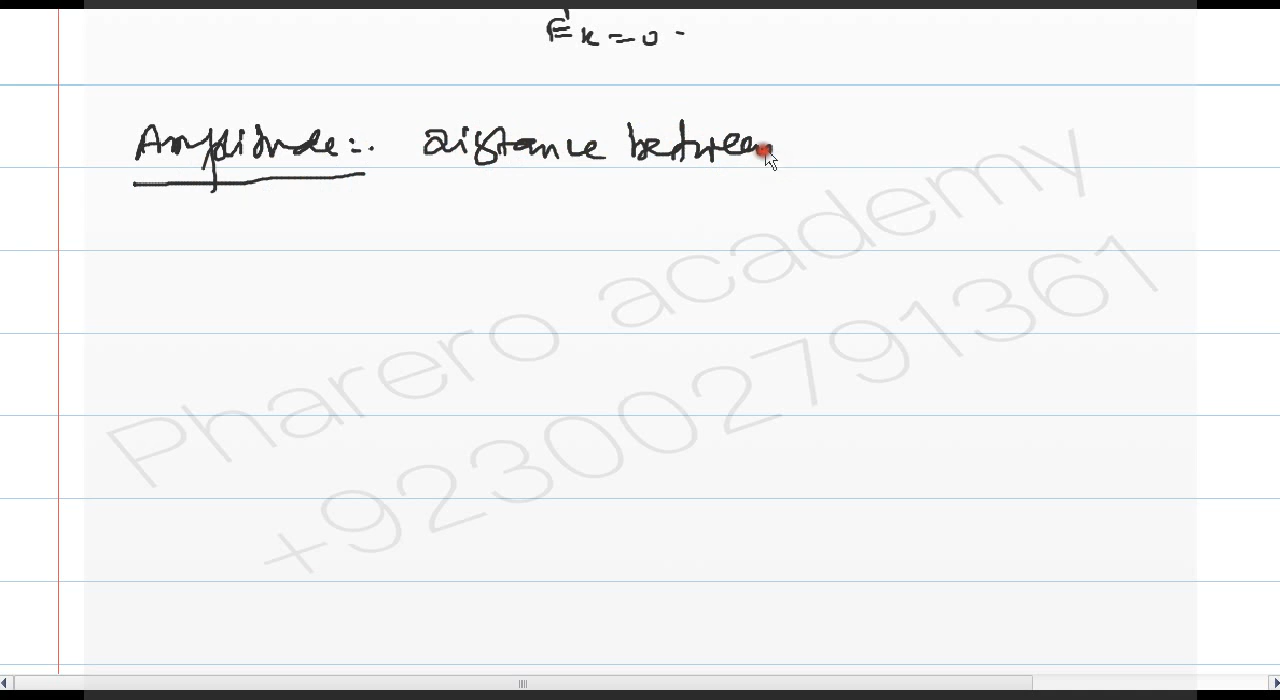 Ek = 0.
Amplitude:. Distance between
Pharero academy
+923002791361